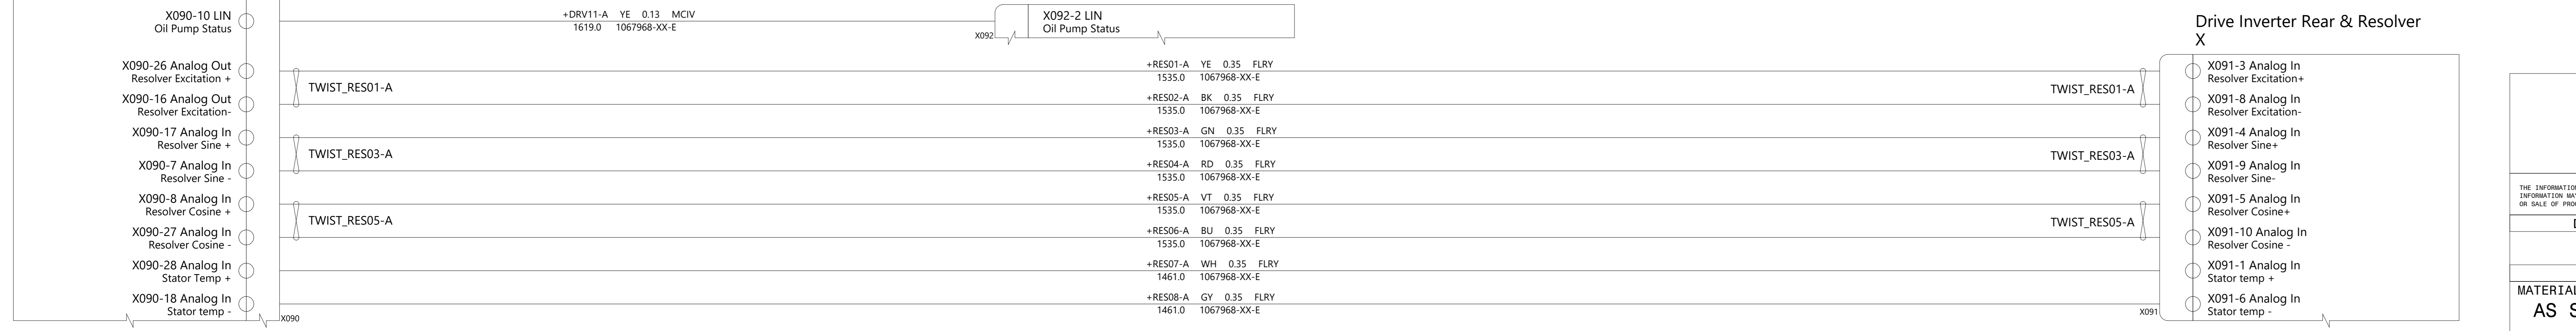 X090-10 LIN
Oil Pump Status
+DRV11-A YE 0.13 MCIV
1619.0 1067968-XX-E
X092-2 LIN
Oil Pump Status
X092
Drive Inverter Rear & Resolver
X
X090-26 Analog Out
Resolver Excitation +
X090-16 Analog Out
Resolver Excitation-
X090-17 Analog In
Resolver Sine +
X090-7 Analog In
Resolver Sine -
X090-8 Analog In
Resolver Cosine +
X090-27 Analog In
Resolver Cosine -
X090-28 Analog In
Stator Temp +
X090-18 Analog In
Stator temp -
X090
TWIST_RES01-A
TWIST_RES03-A
TWIST_RES05-A
+RES01-A YE 0.35 FLRY
1535.0 1067968-XX-E
+RES02-A BK 0.35 FLRY
1535.0 1067968-XX-E
+RES03-A GN 0.35 FLRY
1535.0 1067968-XX-E
+RES04-A RD 0.35 FLRY
1535.0 1067968-XX-E
+RES05-A VT 0.35 FLRY
1535.0 1067968-XX-E
+RES06-A BU 0.35 FLRY
1535.0 1067968-XX-E
+RES07-A WH 0.35 FLRY
1461.0 1067968-XX-E
+RES08-A GY 0.35 FLRY
1461.0 1067968-XX-E
TWIST_RES01-A
TWIST_RES03-A
TWIST_RES05-A
X091-3 Analog In
Resolver Excitation+
X091-8 Analog In
Resolver Excitation-
X091-4 Analog In
Resolver Sine+
X091-9 Analog In
Resolver Sine-
X091-5 Analog In
Resolver Cosine+
X091-10 Analog In
Resolver Cosine -
X091-1 Analog In
Stator temp +
X091-6 Analog In
Stator temp -
X091
THE INFORMATION
INFORMATION MA
OR SALE OF PRO
MATERIAL
AS S